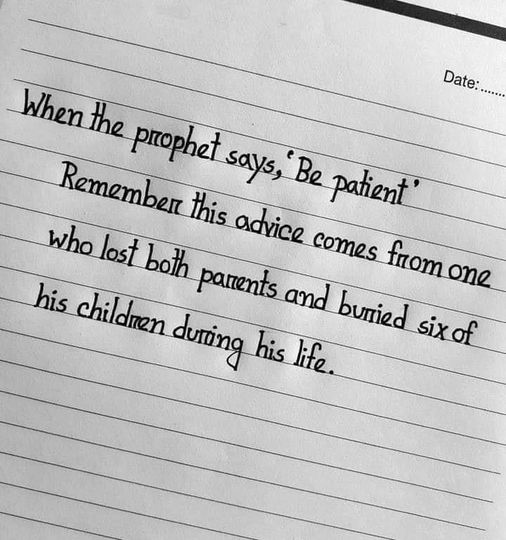 Date:.......
When the prophet says, 'Be patient'
Remember this advice comes from one
who lost both parents and buried six of
his children during his life.